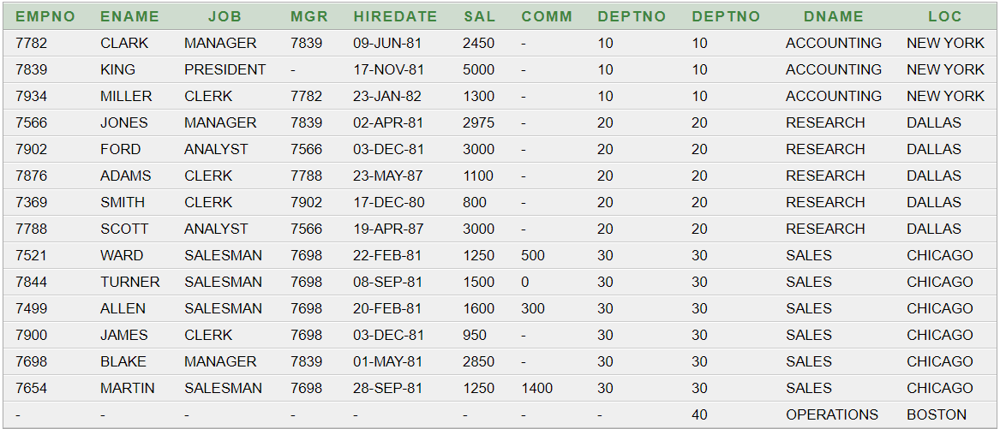 EMPNO ENAME JOB MGR HIREDATE SAL COMM DEPTNO DEPTNO DNAME LOC
7782 CLARK MANAGER 7839 09-JUN-81 2450 - 10 10 ACCOUNTING NEW YORK
7839 KING PRESIDENT - 17-NOV-81 5000 - 10 10 ACCOUNTING NEW YORK
7934 MILLER CLERK 7782 23-JAN-82 1300 - 10 10 ACCOUNTING NEW YORK
7566 JONES MANAGER 7839 02-APR-81 2975 - 20 20 RESEARCH DALLAS
7902 FORD ANALYST 7566 03-DEC-81 3000 - 20 20 RESEARCH DALLAS
7876 ADAMS CLERK 7788 23-MAY-87 1100 - 20 20 RESEARCH DALLAS
7369 SMITH CLERK 7902 17-DEC-80 800 - 20 20 RESEARCH DALLAS
7788 SCOTT ANALYST 7566 19-APR-87 3000 - 20 20 RESEARCH DALLAS
7521 WARD SALESMAN 7698 22-FEB-81 1250 500 30 30 SALES CHICAGO
7844 TURNER SALESMAN 7698 08-SEP-81 1500 0 30 30 SALES CHICAGO
7499 ALLEN SALESMAN 7698 20-FEB-81 1600 300 30 30 SALES CHICAGO
7900 JAMES CLERK 7698 03-DEC-81 950 - 30 30 SALES CHICAGO
7698 BLAKE MANAGER 7839 01-MAY-81 2850 - 30 30 SALES CHICAGO
7654 MARTIN SALESMAN 7698 28-SEP-81 1250 1400 30 30 SALES CHICAGO
- - - - - - - - 40 OPERATIONS BOSTON